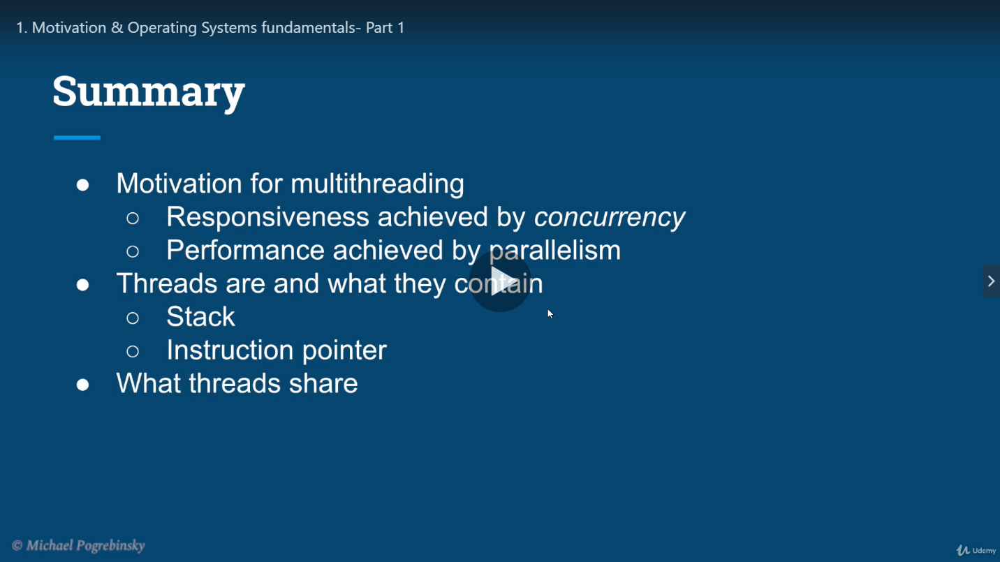 1. Motivation & Operating Systems fundamentals- Part 1
Summary
● Motivation for multithreading
○ Responsiveness achieved by concurrency
○ Performance achieved by parallelism
● Threads are and what they contain
○ Stack
○ Instruction pointer
● What threads share
© Michael Pogrebinsky
Udemy